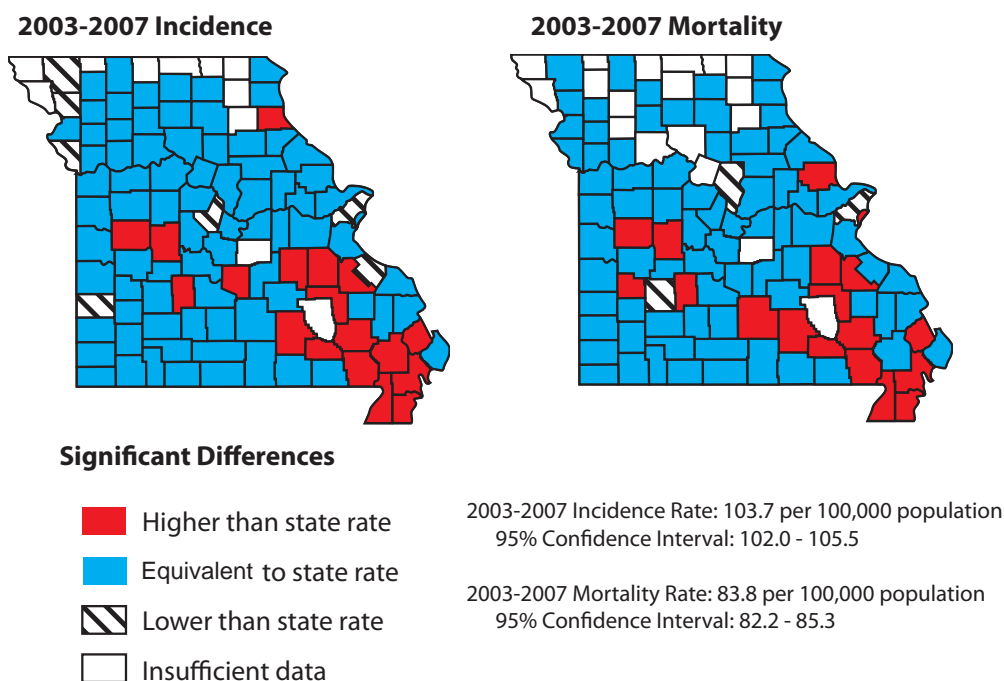 2003-2007 Incidence
2003-2007 Mortality
Significant Differences
Higher than state rate
Equivalent to state rate
Lower than state rate
Insufficient data
2003-2007 Incidence Rate: 103.7 per 100,000 population
95% Confidence Interval: 102.0 - 105.5
2003-2007 Mortality Rate: 83.8 per 100,000 population
95% Confidence Interval: 82.2 - 85.3